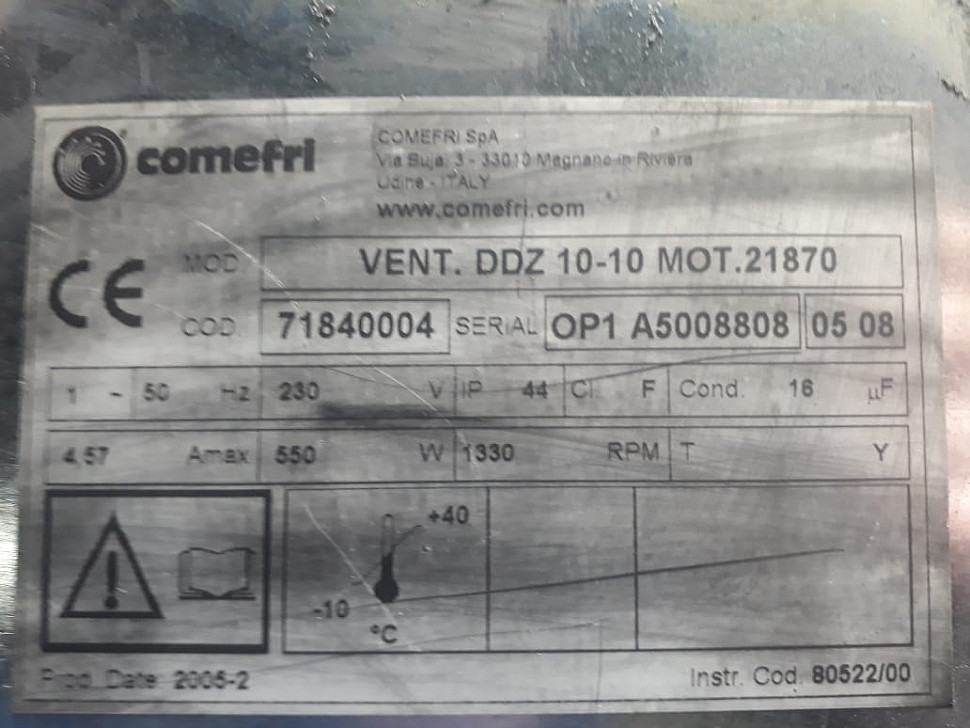 comefri
COMEFRI SpA
Via Buja, 3 - 33010 Magnano in Riviera
Udine - ITALY
www.comefri.com
CE MOD VENT. DDZ 10-10 MOT.21870
COD. 71840004 SERIAL OP1 A5008808 05 08
1 ~ 50 Hz 230 V IP 44 Cl. F Cond. 16 µF
4,57 Amax 550 W 1330 RPM T Y
+40
-10
°C
Prod. Date 2005-2 Instr. Cod. 80522/00